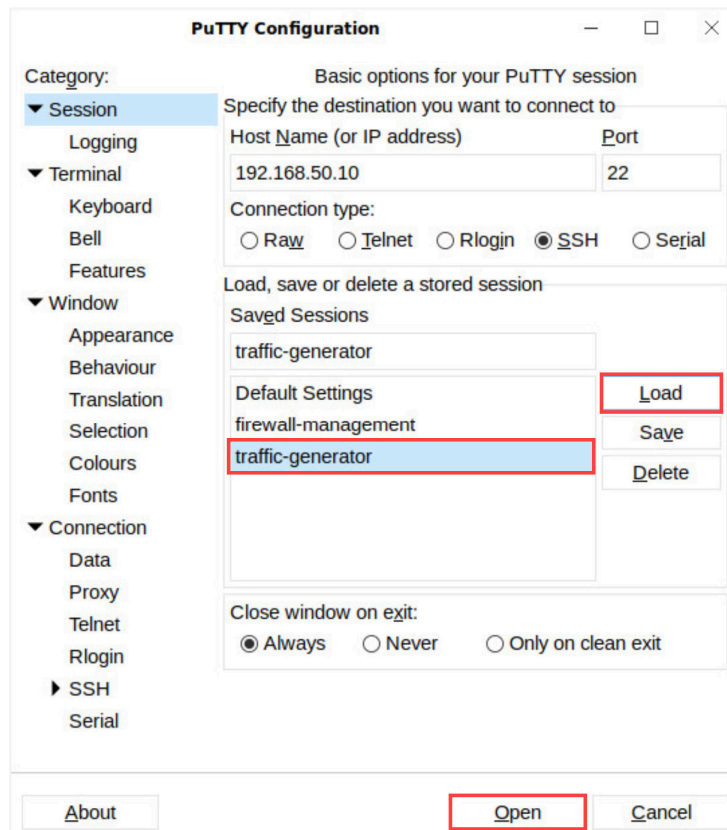 PuTTY Configuration
Category:
Session
Logging
Terminal
Keyboard
Bell
Features
Window
Appearance
Behaviour
Translation
Selection
Colours
Fonts
Connection
Data
Proxy
Telnet
Rlogin
SSH
Serial
Basic options for your PuTTY session
Specify the destination you want to connect to
Host Name (or IP address) Port
192.168.50.10 22
Connection type:
Raw Telnet Rlogin SSH Serial
Load, save or delete a stored session
Saved Sessions
traffic-generator
Default Settings
firewall-management
traffic-generator
Load
Save
Delete
Close window on exit:
Always Never Only on clean exit
About Open Cancel